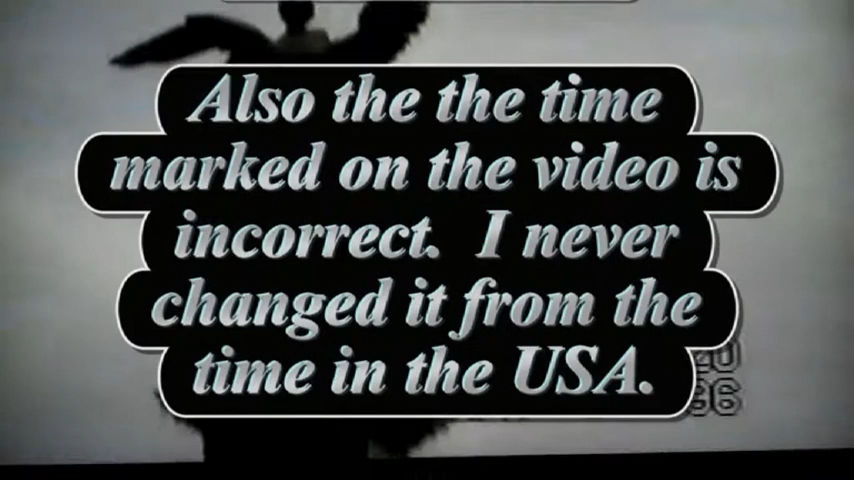 Also the the time
marked on the video is
incorrect. I never
changed it from the
time in the USA.